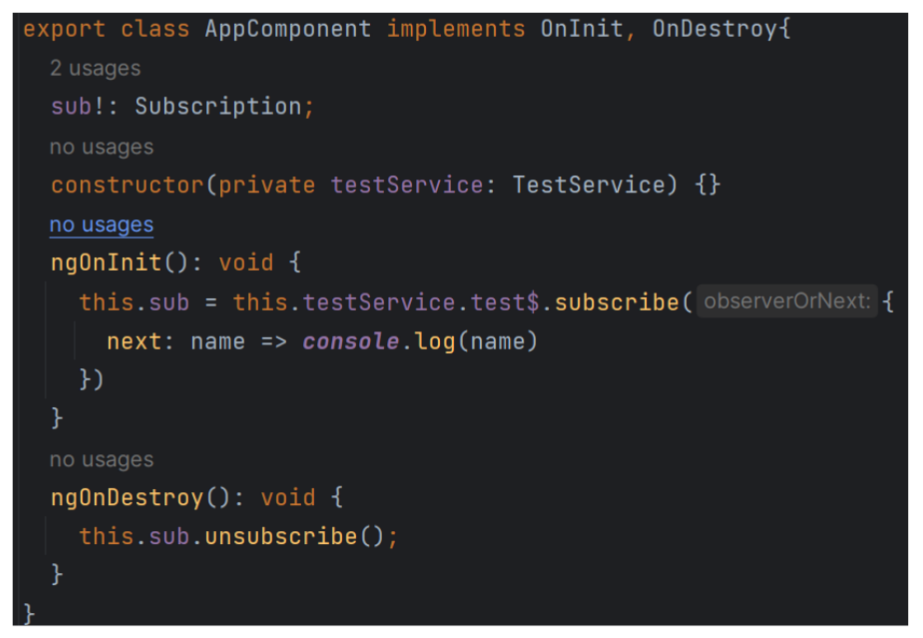 export class AppComponent implements OnInit, OnDestroy{
2 usages
sub!: Subscription;
no usages
constructor(private testService: TestService) {}
no usages
ngOnInit(): void {
this.sub = this.testService.test$.subscribe( observerOrNext: {
next: name => console.log(name)
})
}
no usages
ngOnDestroy(): void {
this.sub.unsubscribe();
}
}